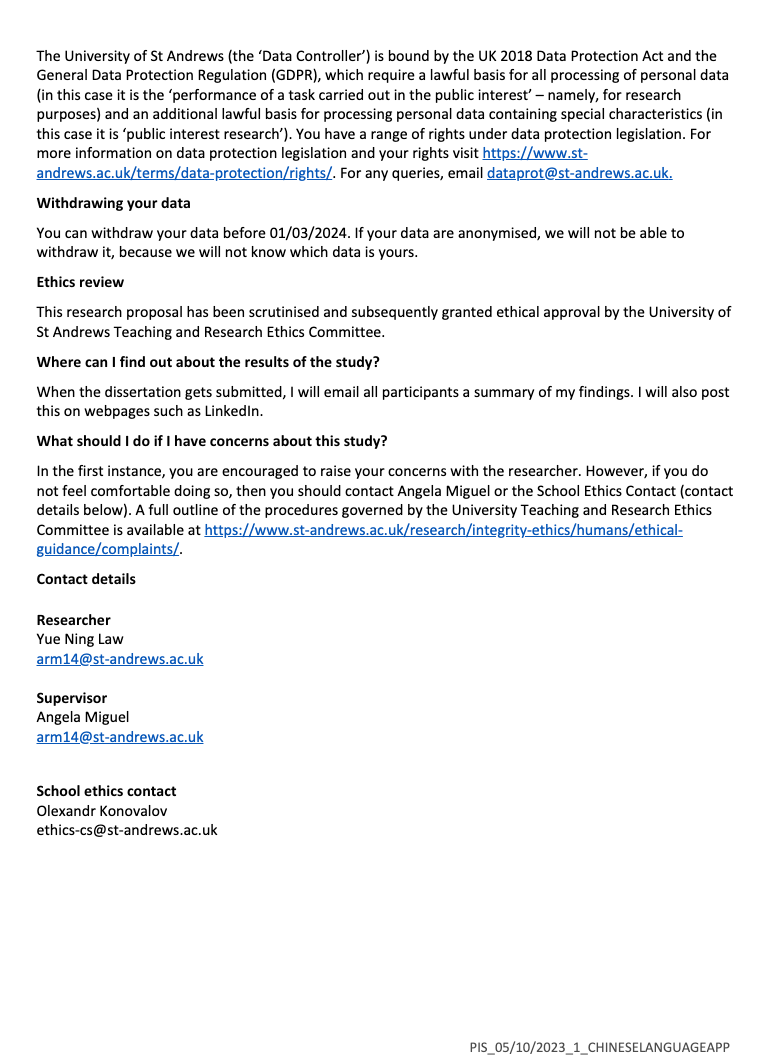 The University of St Andrews (the ‘Data Controller’) is bound by the UK 2018 Data Protection Act and the
General Data Protection Regulation (GDPR), which require a lawful basis for all processing of personal data
(in this case it is the ‘performance of a task carried out in the public interest’ – namely, for research
purposes) and an additional lawful basis for processing personal data containing special characteristics (in
this case it is ‘public interest research’). You have a range of rights under data protection legislation. For
more information on data protection legislation and your rights visit https://www.st-
andrews.ac.uk/terms/data-protection/rights/. For any queries, email dataprot@st-andrews.ac.uk.
Withdrawing your data
You can withdraw your data before 01/03/2024. If your data are anonymised, we will not be able to
withdraw it, because we will not know which data is yours.
Ethics review
This research proposal has been scrutinised and subsequently granted ethical approval by the University of
St Andrews Teaching and Research Ethics Committee.
Where can I find out about the results of the study?
When the dissertation gets submitted, I will email all participants a summary of my findings. I will also post
this on webpages such as LinkedIn.
What should I do if I have concerns about this study?
In the first instance, you are encouraged to raise your concerns with the researcher. However, if you do
not feel comfortable doing so, then you should contact Angela Miguel or the School Ethics Contact (contact
details below). A full outline of the procedures governed by the University Teaching and Research Ethics
Committee is available at https://www.st-andrews.ac.uk/research/integrity-ethics/humans/ethical-
guidance/complaints/.
Contact details
Researcher
Yue Ning Law
arm14@st-andrews.ac.uk
Supervisor
Angela Miguel
arm14@st-andrews.ac.uk
School ethics contact
Olexandr Konovalov
ethics-cs@st-andrews.ac.uk
PIS_05/10/2023_1_CHINESELANGUAGEAPP